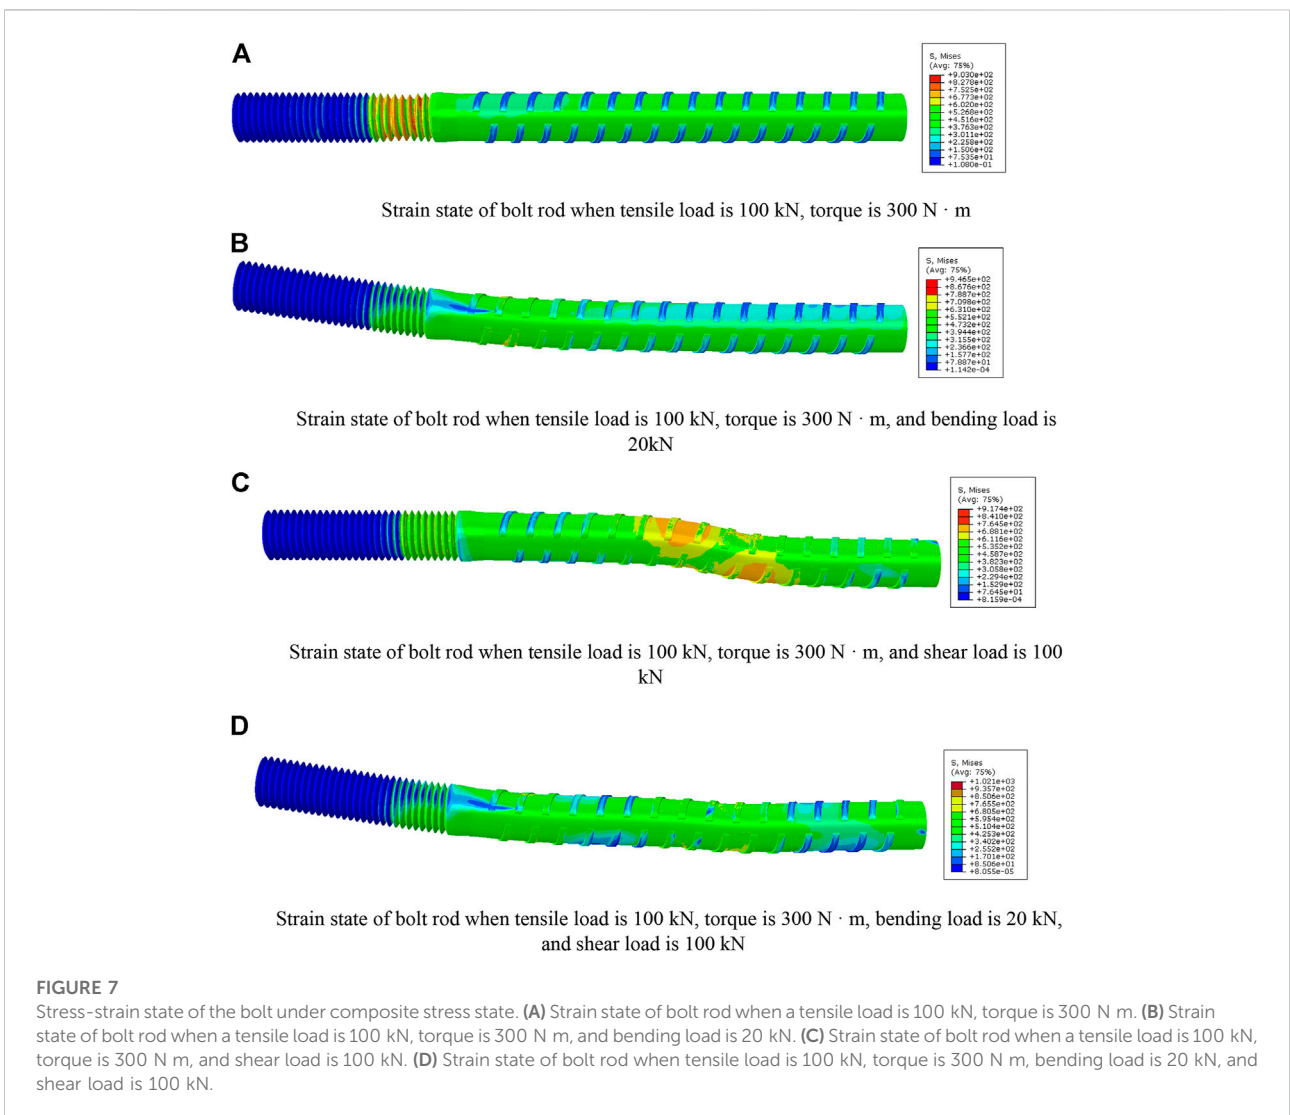 A
S, Mises
(Avg: 75%)
+9.030e+02
+8.278e+02
+7.525e+02
+6.773e+02
+6.020e+02
+5.268e+02
+4.516e+02
+3.763e+02
+3.011e+02
+2.258e+02
+1.506e+02
+7.535e+01
+1.080e-01
Strain state of bolt rod when tensile load is 100 kN, torque is 300 N · m
B
S, Mises
(Avg: 75%)
+9.465e+02
+8.676e+02
+7.887e+02
+7.098e+02
+6.310e+02
+5.521e+02
+4.732e+02
+3.944e+02
+3.155e+02
+2.366e+02
+1.577e+02
+7.887e+01
+1.142e-04
Strain state of bolt rod when tensile load is 100 kN, torque is 300 N · m, and bending load is
20kN
C
S, Mises
(Avg: 75%)
+9.174e+02
+8.410e+02
+7.645e+02
+6.881e+02
+6.116e+02
+5.352e+02
+4.587e+02
+3.823e+02
+3.058e+02
+2.294e+02
+1.529e+02
+7.645e+01
+8.159e-04
Strain state of bolt rod when tensile load is 100 kN, torque is 300 N · m, and shear load is 100
kN
D
S, Mises
(Avg: 75%)
+1.021e+03
+9.357e+02
+8.506e+02
+7.655e+02
+6.805e+02
+5.954e+02
+5.104e+02
+4.253e+02
+3.402e+02
+2.552e+02
+1.701e+02
+8.506e+01
+8.055e-05
Strain state of bolt rod when tensile load is 100 kN, torque is 300 N · m, bending load is 20 kN,
and shear load is 100 kN
FIGURE 7
Stress-strain state of the bolt under composite stress state. (A) Strain state of bolt rod when a tensile load is 100 kN, torque is 300 N m. (B) Strain
state of bolt rod when a tensile load is 100 kN, torque is 300 N m, and bending load is 20 kN. (C) Strain state of bolt rod when a tensile load is 100 kN,
torque is 300 N m, and shear load is 100 kN. (D) Strain state of bolt rod when tensile load is 100 kN, torque is 300 N m, bending load is 20 kN, and
shear load is 100 kN.